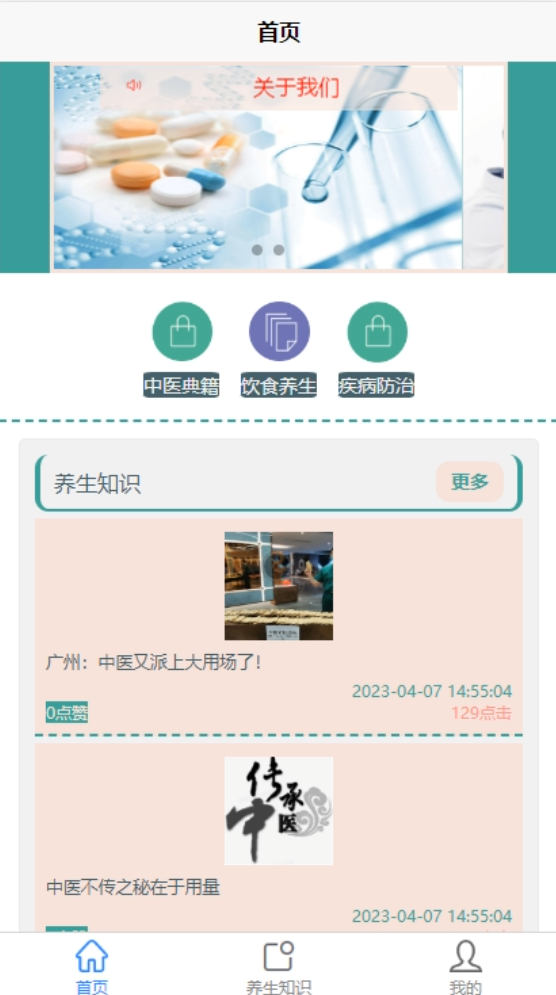 首页
关于我们
中医典籍 饮食养生 疾病防治
养生知识 更多
广州：中医又派上大用场了！
2023-04-07 14:55:04
0点赞 129点击
传承
中医
中医不传之秘在于用量
2023-04-07 14:55:04
首页 养生知识 我的